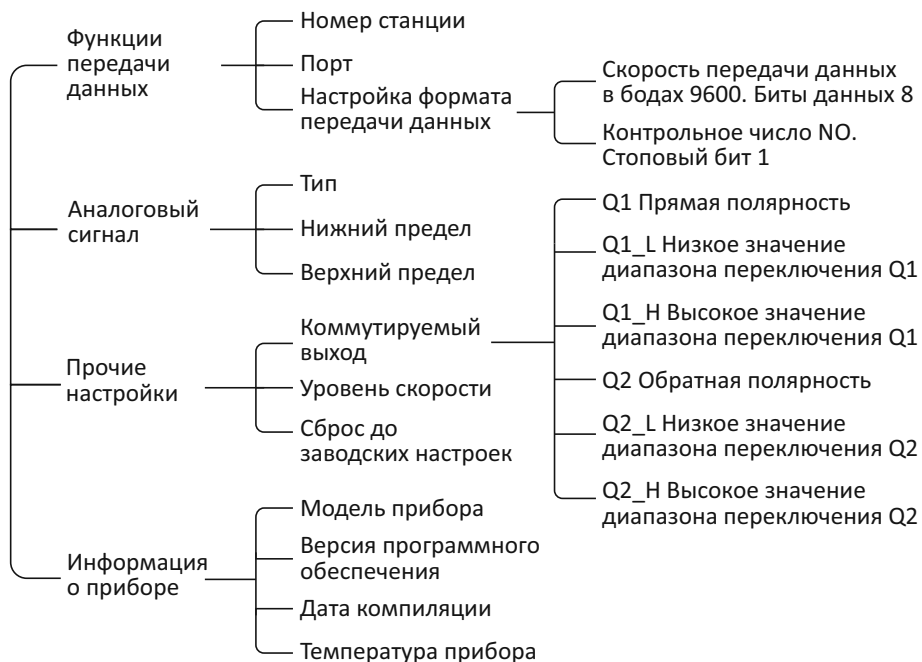 Функции
передачи
данных
Номер станции
Порт
Настройка формата
передачи данных
Скорость передачи данных
в бодах 9600. Биты данных 8
Контрольное число NO.
Стоповый бит 1
Аналоговый
сигнал
Тип
Нижний предел
Верхний предел
Прочие
настройки
Коммутируемый
выход
Уровень скорости
Сброс до
заводских настроек
Q1 Прямая полярность
Q1_L Низкое значение
диапазона переключения Q1
Q1_H Высокое значение
диапазона переключения Q1
Q2 Обратная полярность
Q2_L Низкое значение
диапазона переключения Q2
Q2_H Высокое значение
диапазона переключения Q2
Информация
о приборе
Модель прибора
Версия программного
обеспечения
Дата компиляции
Температура прибора